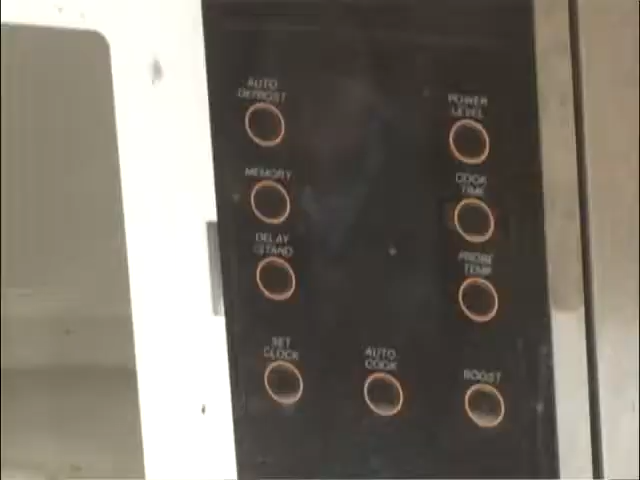 AUTO
DEFROST
POWER
LEVEL
MEMORY
COOK
TIME
DELAY
/STAND
PROBE
TEMP
SET
CLOCK
AUTO
COOK
BOOST